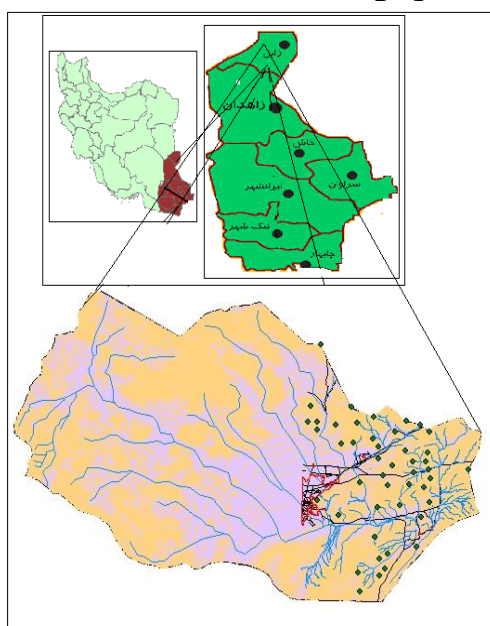 زابل
زاهدان
خاش
سراوان
ایرانشهر
نیک شهر
چابهار